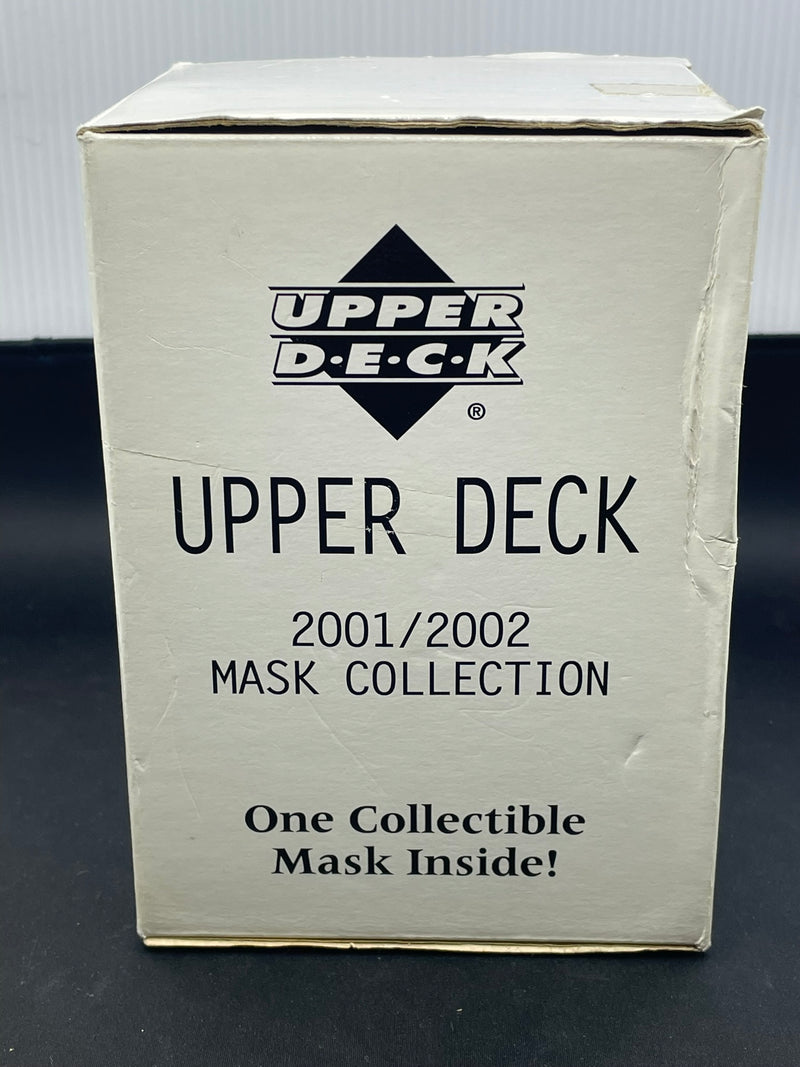 UPPER
D·E·C·K
®
UPPER DECK
2001/2002
MASK COLLECTION
One Collectible
Mask Inside!